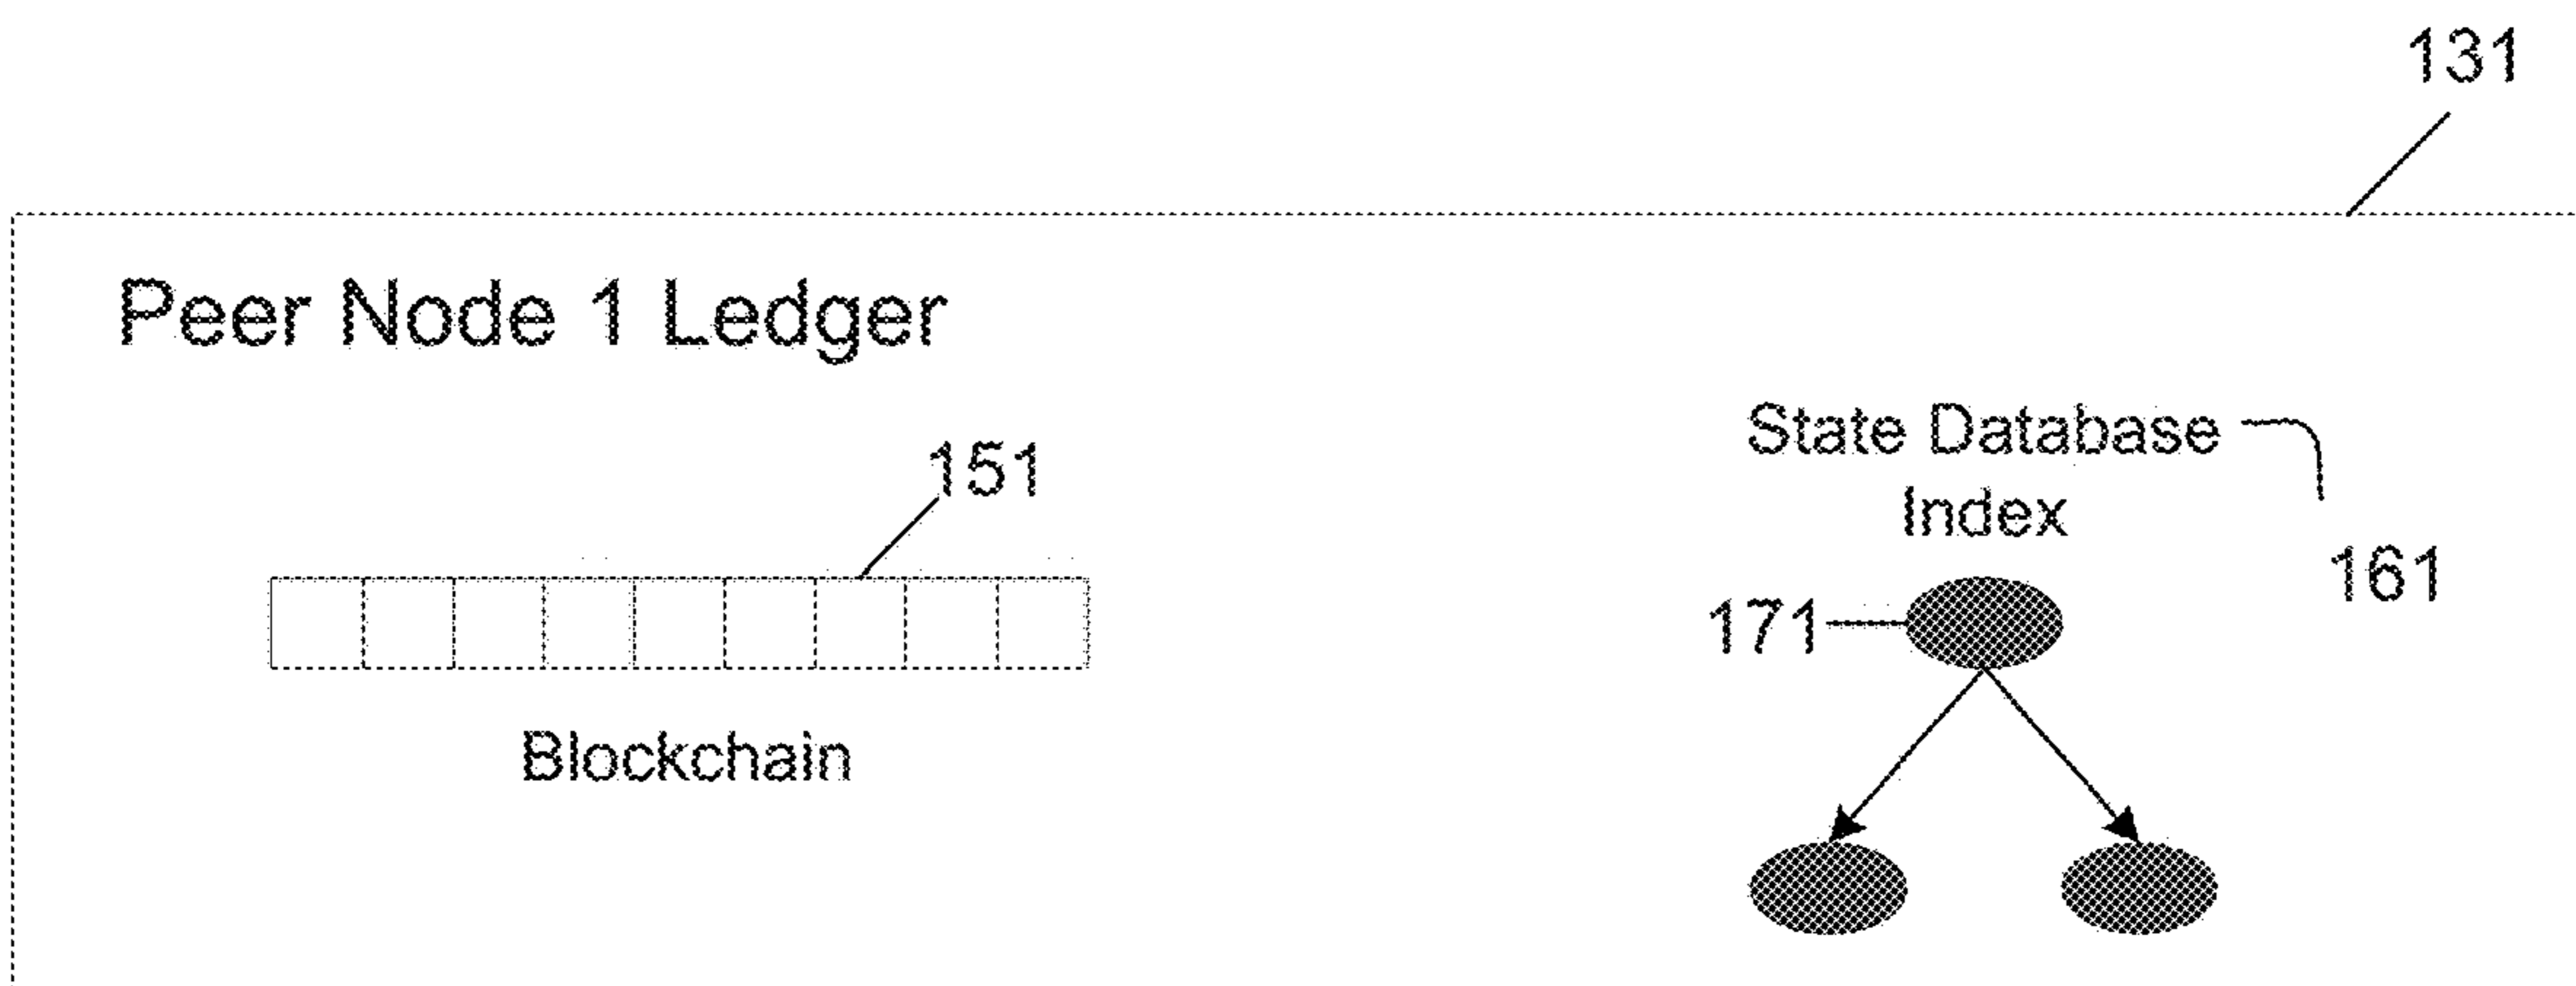 131
Peer Node 1 Ledger
State Database
Index
151
161
171
Blockchain